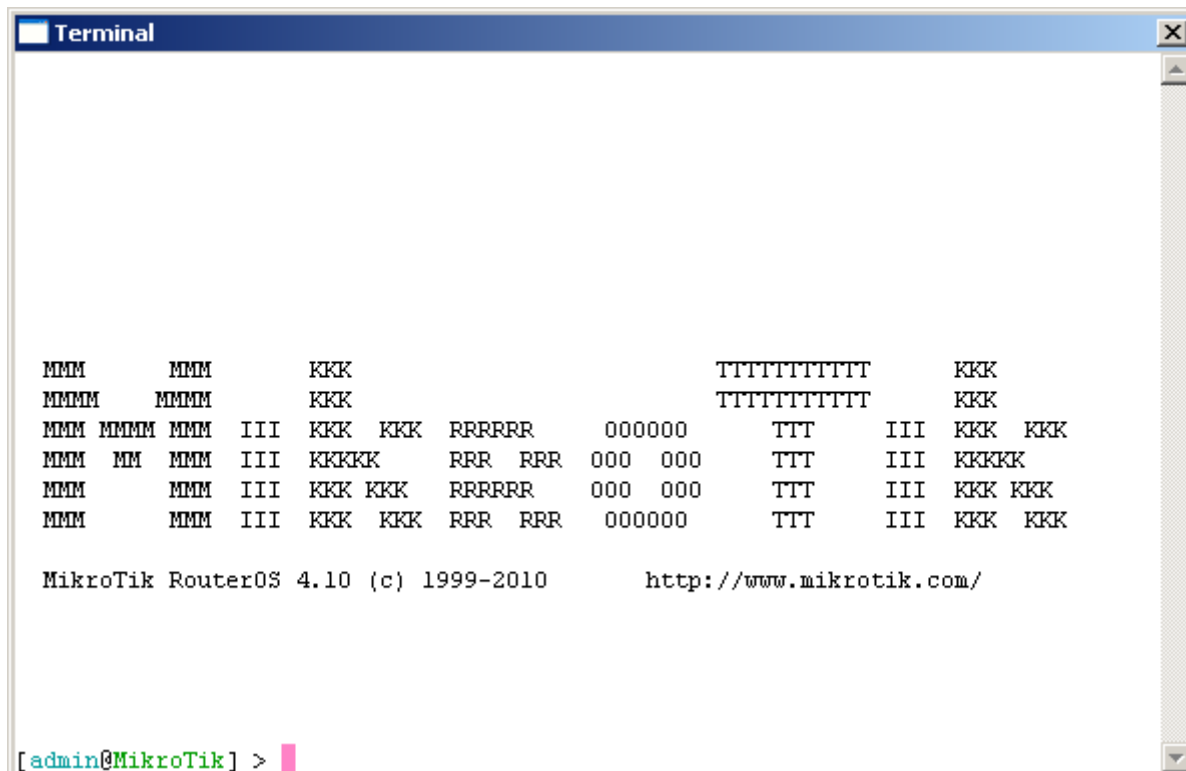 Terminal
MMM      MMM       KKK                          TTTTTTTTTTT      KKK
MMMM    MMMM       KKK                          TTTTTTTTTTT      KKK
MMM MMMM MMM  III  KKK  KKK  RRRRRR     OOOOOO      TTT     III  KKK  KKK
MMM  MM  MMM  III  KKKKK     RRR  RRR  OOO  OOO     TTT     III  KKKKK
MMM      MMM  III  KKK KKK   RRRRRR    OOO  OOO     TTT     III  KKK KKK
MMM      MMM  III  KKK  KKK  RRR  RRR   OOOOOO      TTT     III  KKK  KKK
MikroTik RouterOS 4.10 (c) 1999-2010       http://www.mikrotik.com/
[admin@MikroTik] >